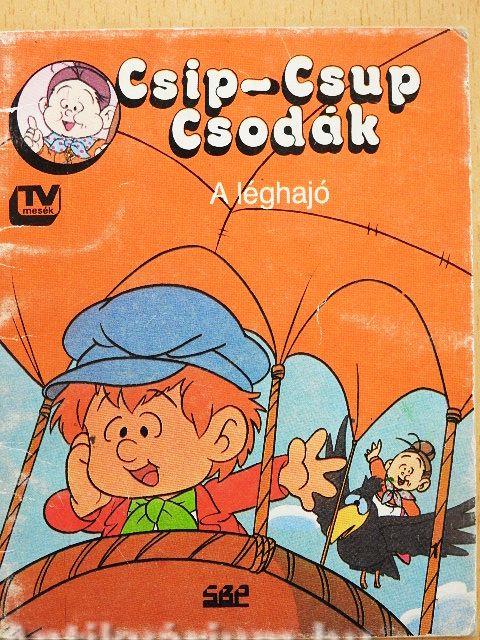 Csip-Csup
Csodák
TV
mesék
A léghajó
SBP